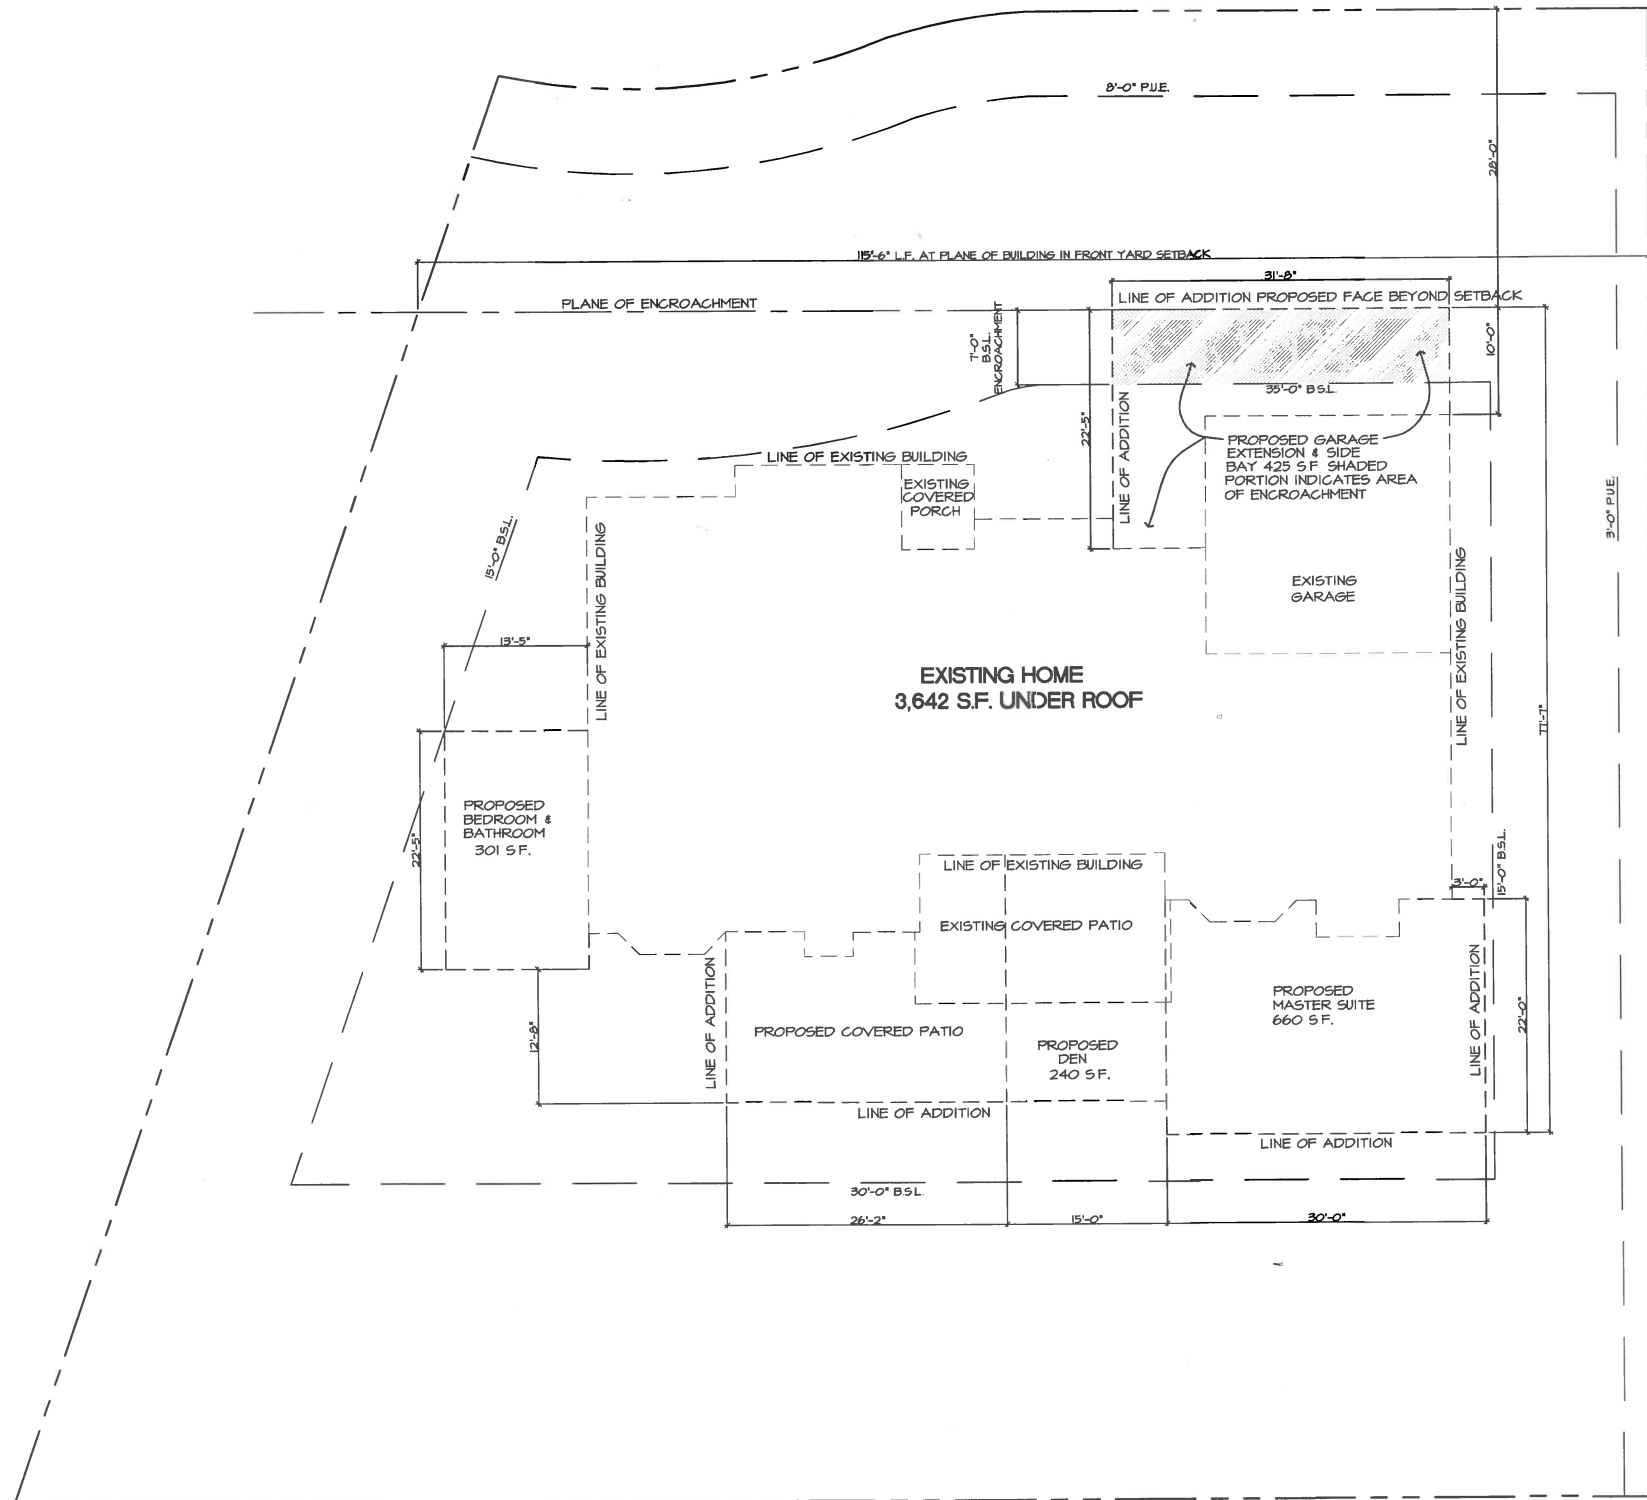 8'-0" P.U.E.
28'-0"
115'-6" L.F. AT PLANE OF BUILDING IN FRONT YARD SETBACK
31'-8"
PLANE OF ENCROACHMENT
LINE OF ADDITION PROPOSED FACE BEYOND SETBACK
7'-0"
B.S.L.
ENCROACHMENT
10'-0"
35'-0" B.S.L.
22'-5"
LINE OF ADDITION
PROPOSED GARAGE
EXTENSION & SIDE
BAY 425 S.F. SHADED
PORTION INDICATES AREA
OF ENCROACHMENT
LINE OF EXISTING BUILDING
EXISTING
COVERED
PORCH
15'-0" B.S.L.
LINE OF EXISTING BUILDING
3'-0" P.U.E.
EXISTING
GARAGE
LINE OF EXISTING BUILDING
13'-5"
EXISTING HOME
3,642 S.F. UNDER ROOF
77'-7"
PROPOSED
BEDROOM &
BATHROOM
301 S.F.
22'-5"
LINE OF EXISTING BUILDING
3'-0"
15'-0" B.S.L.
EXISTING COVERED PATIO
LINE OF ADDITION
PROPOSED
MASTER SUITE
660 S.F.
LINE OF ADDITION
22'-0"
12'-8"
PROPOSED COVERED PATIO
PROPOSED
DEN
240 S.F.
LINE OF ADDITION
LINE OF ADDITION
30'-0" B.S.L.
26'-2"
15'-0"
30'-0"